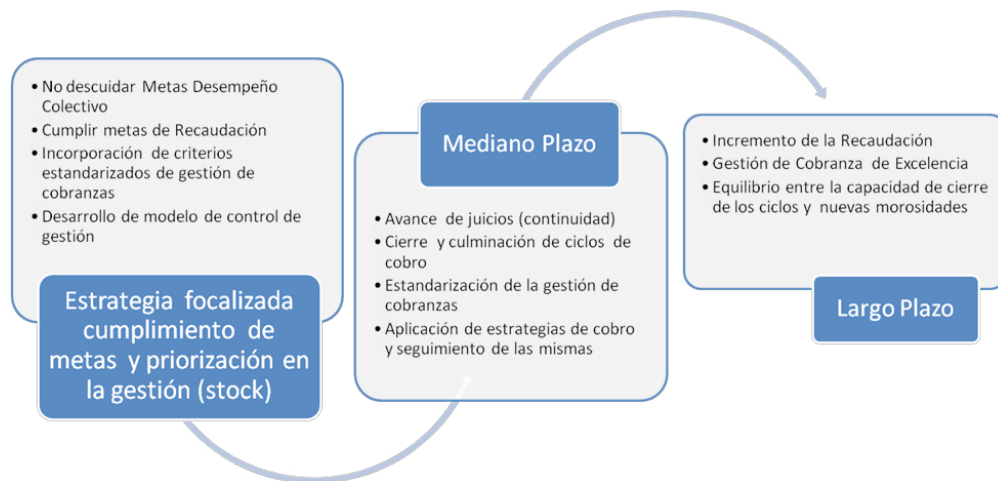 • No descuidar Metas Desempeño
Colectivo
• Cumplir metas de Recaudación
• Incorporación de criterios
estandarizados de gestión de
cobranzas
• Desarrollo de modelo de control de
gestión
Estrategia focalizada
cumplimiento de
metas y priorización en
la gestión (stock)
Mediano Plazo
• Avance de juicios (continuidad)
• Cierre y culminación de ciclos de
cobro
• Estandarización de la gestión de
cobranzas
• Aplicación de estrategias de cobro
y seguimiento de las mismas
• Incremento de la Recaudación
• Gestión de Cobranza de Excelencia
• Equilibrio entre la capacidad de cierre
de los ciclos y nuevas morosidades
Largo Plazo